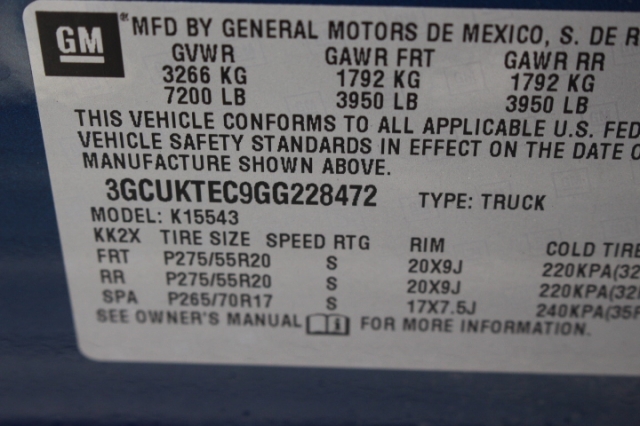 GM
® MFD BY GENERAL MOTORS DE MEXICO, S. DE R
GVWR GAWR FRT GAWR RR
3266 KG 1792 KG 1792 KG
7200 LB 3950 LB 3950 LB
THIS VEHICLE CONFORMS TO ALL APPLICABLE U.S. FED
VEHICLE SAFETY STANDARDS IN EFFECT ON THE DATE O
MANUFACTURE SHOWN ABOVE.
3GCUKTEC9GG228472 TYPE: TRUCK
MODEL: K15543
KK2X TIRE SIZE SPEED RTG RIM COLD TIRE
FRT P275/55R20 S 20X9J 220KPA(32
RR P275/55R20 S 20X9J 220KPA(32
SPA P265/70R17 S 17X7.5J 240KPA(35P
SEE OWNER'S MANUAL i FOR MORE INFORMATION.